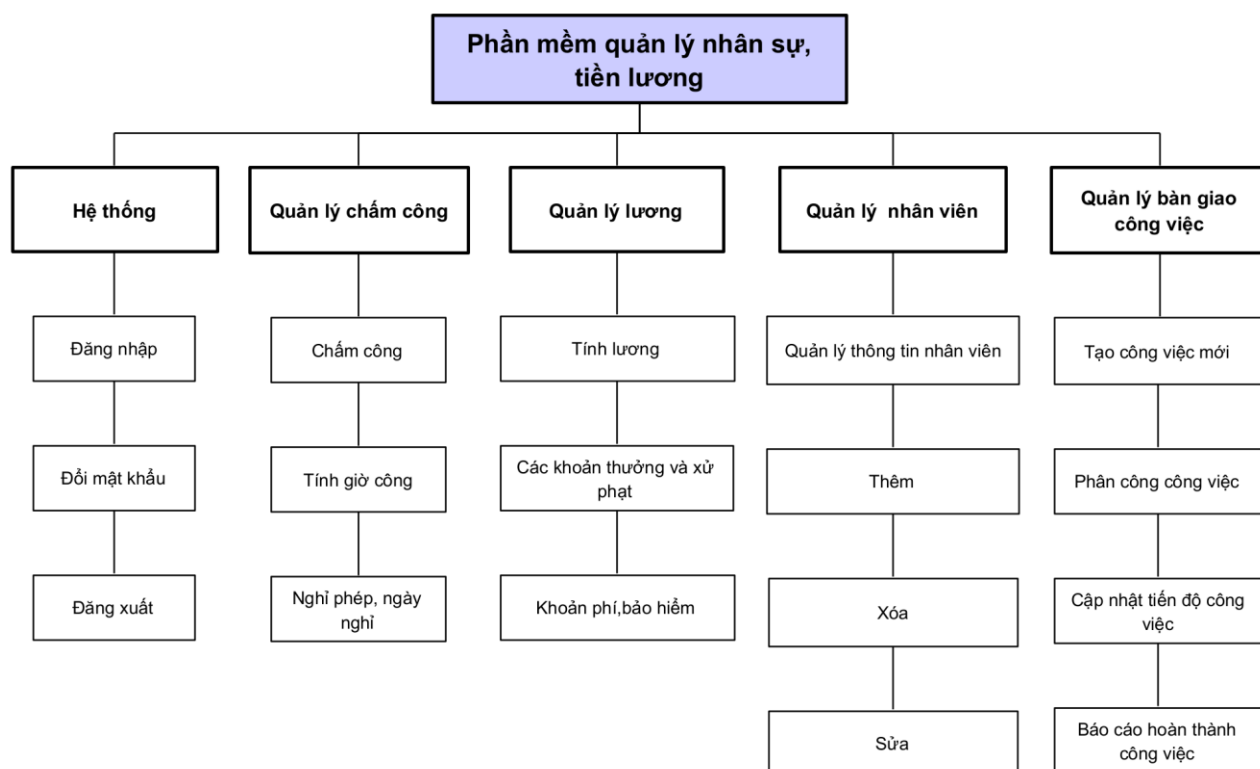 Phần mềm quản lý nhân sự,
tiền lương
Hệ thống
Quản lý chấm công
Quản lý lương
Quản lý nhân viên
Quản lý bàn giao
công việc
Đăng nhập
Chấm công
Tính lương
Quản lý thông tin nhân viên
Tạo công việc mới
Đổi mật khẩu
Tính giờ công
Các khoản thưởng và xử
phạt
Thêm
Phân công công việc
Đăng xuất
Nghỉ phép, ngày
nghỉ
Khoản phí,bảo hiểm
Xóa
Cập nhật tiến độ công
việc
Sửa
Báo cáo hoàn thành
công việc